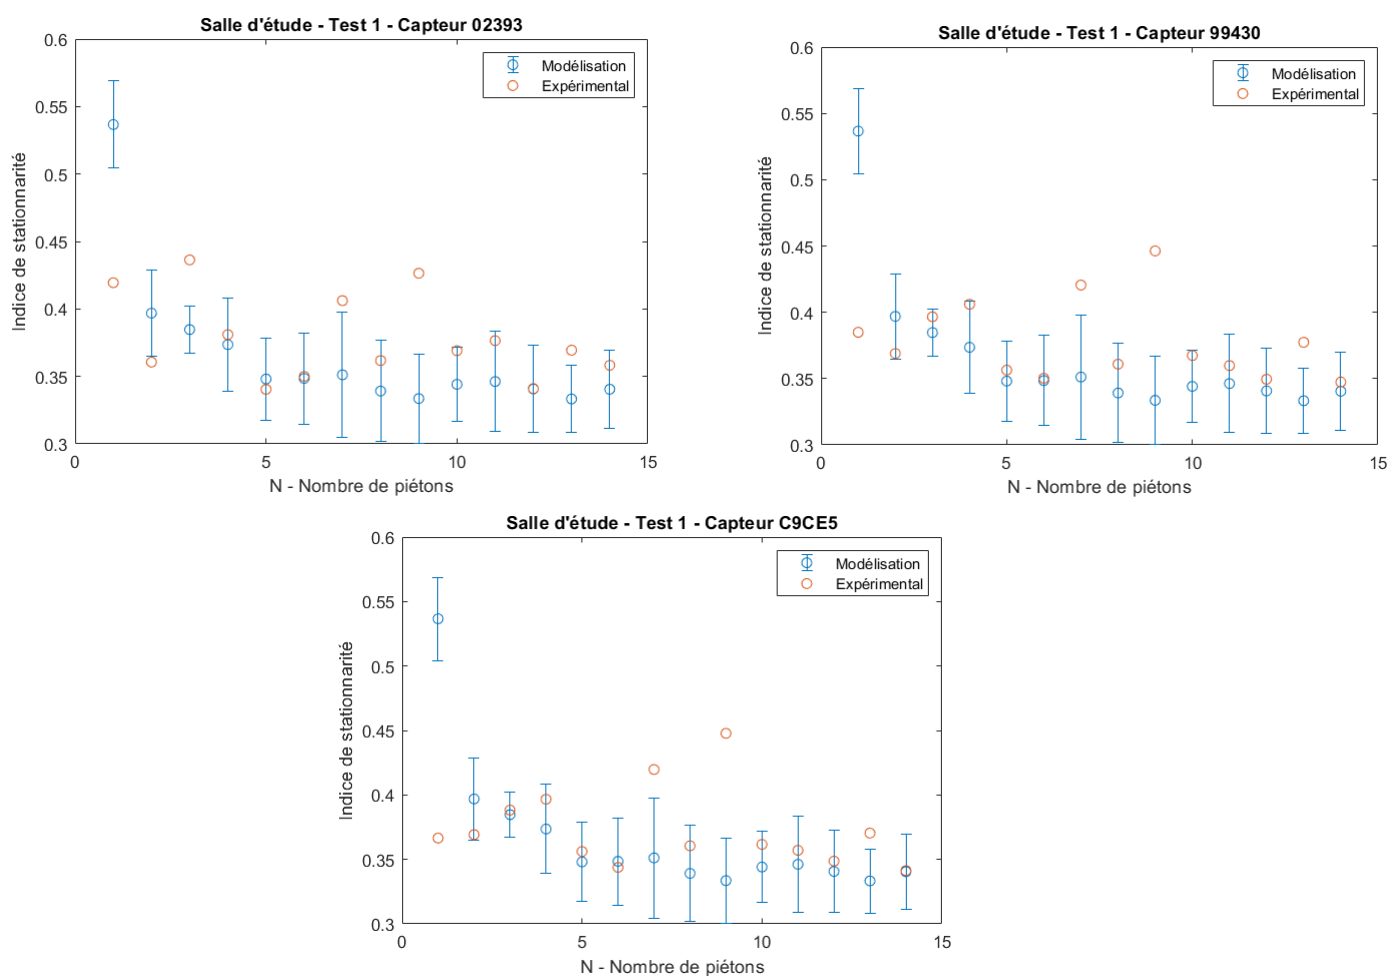 Salle d'étude - Test 1 - Capteur 02393
0.6
0.55
0.5
0.45
0.4
0.35
0.3
0
5
10
15
Indice de stationnarité
N - Nombre de piétons
Modélisation
Expérimental
Salle d'étude - Test 1 - Capteur 99430
0.6
0.55
0.5
0.45
0.4
0.35
0.3
0
5
10
15
Indice de stationnarité
N - Nombre de piétons
Modélisation
Expérimental
Salle d'étude - Test 1 - Capteur C9CE5
0.6
0.55
0.5
0.45
0.4
0.35
0.3
0
5
10
15
Indice de stationnarité
N - Nombre de piétons
Modélisation
Expérimental